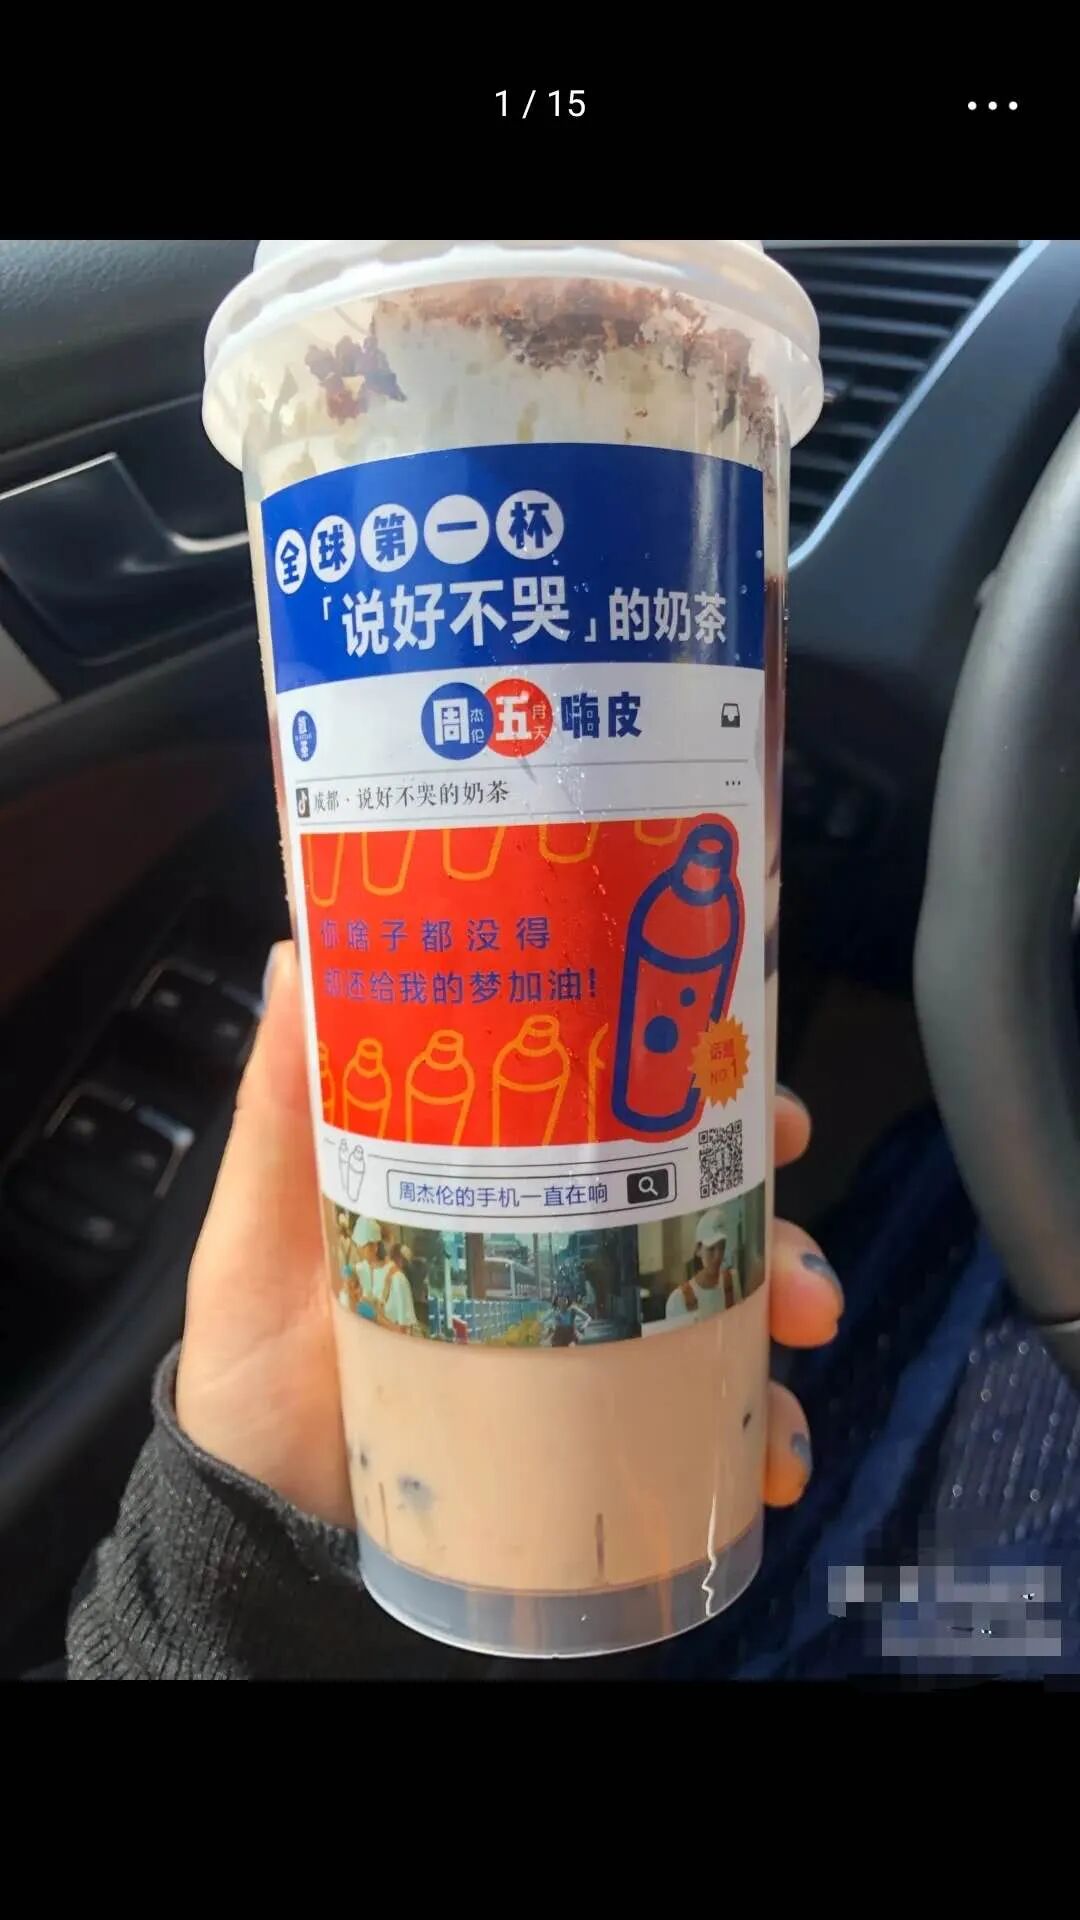 1 / 15
全球第一杯
「说好不哭」的奶茶
周杰伦五月天嗨皮
成都·说好不哭的奶茶
你啥子都没得
却还给我的梦加油!
话题
NO.1
周杰伦的手机一直在响